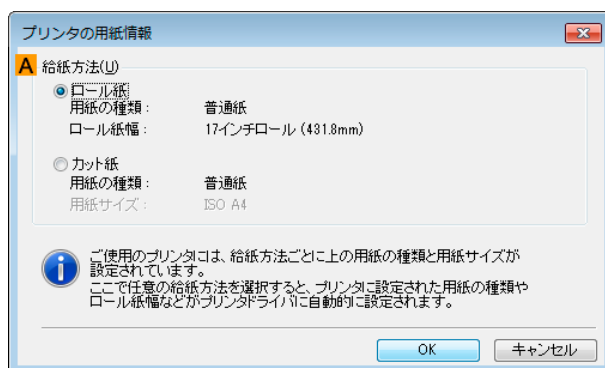 プリンタの用紙情報
A 給紙方法(U)
ロール紙
用紙の種類： 普通紙
ロール紙幅： 17インチロール (431.8mm)
カット紙
用紙の種類： 普通紙
用紙サイズ： ISO A4
ご使用のプリンタには、給紙方法ごとに上の用紙の種類と用紙サイズが
設定されています。
ここで任意の給紙方法を選択すると、プリンタに設定された用紙の種類や
ロール紙幅などがプリンタドライバに自動的に設定されます。
OK キャンセル